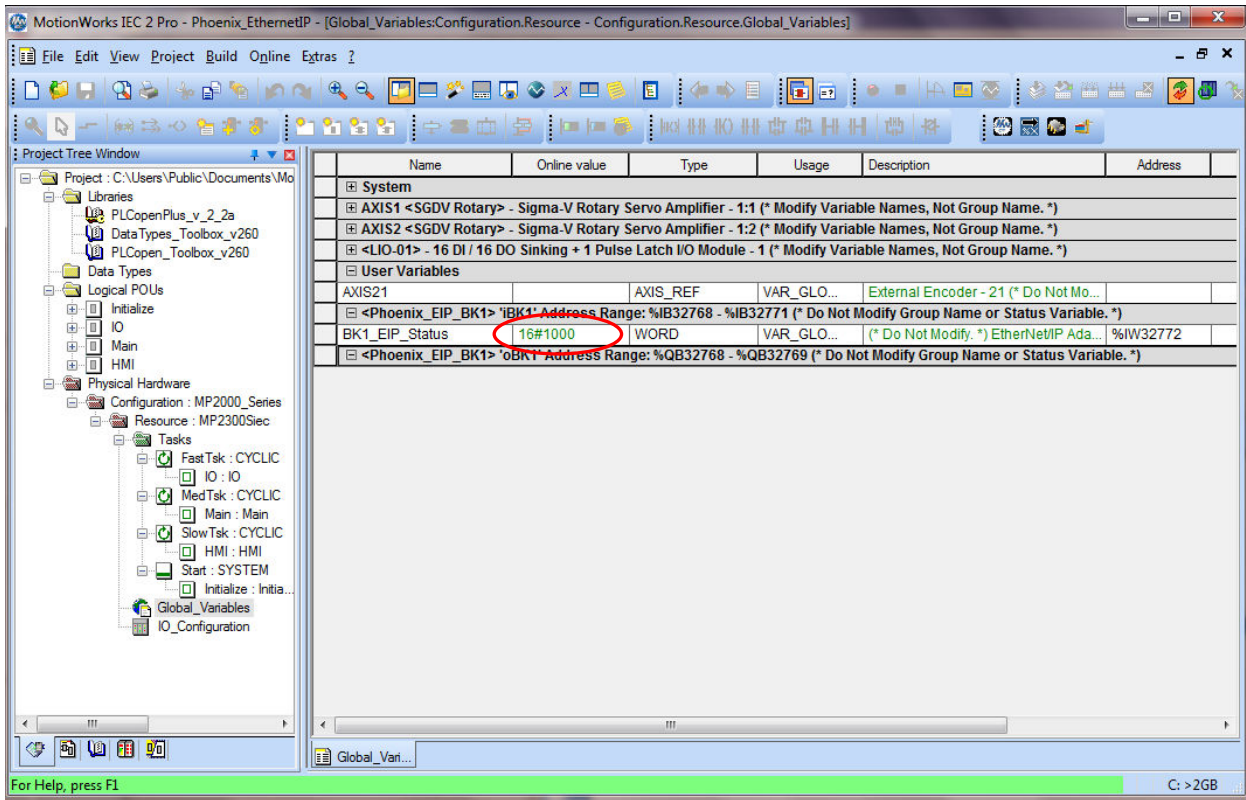 MotionWorks IEC 2 Pro - Phoenix_EthernetIP - [Global_Variables:Configuration.Resource - Configuration.Resource.Global_Variables]
File Edit View Project Build Online Extras ?
Project Tree Window
Project : C:\Users\Public\Documents\Mo
Libraries
PLCopenPlus_v_2_2a
DataTypes_Toolbox_v260
PLCopen_Toolbox_v260
Data Types
Logical POUs
Initialize
IO
Main
HMI
Physical Hardware
Configuration : MP2000_Series
Resource : MP2300Siec
Tasks
FastTsk : CYCLIC
IO : IO
MedTsk : CYCLIC
Main : Main
SlowTsk : CYCLIC
HMI : HMI
Start : SYSTEM
Initialize : Initia...
Global_Variables
IO_Configuration
Name Online value Type Usage Description Address
System
AXIS1 <SGDV Rotary> - Sigma-V Rotary Servo Amplifier - 1:1 (* Modify Variable Names, Not Group Name. *)
AXIS2 <SGDV Rotary> - Sigma-V Rotary Servo Amplifier - 1:2 (* Modify Variable Names, Not Group Name. *)
<LIO-01> - 16 DI / 16 DO Sinking + 1 Pulse Latch I/O Module - 1 (* Modify Variable Names, Not Group Name. *)
User Variables
AXIS21 AXIS_REF VAR_GLO... External Encoder - 21 (* Do Not Mo...
<Phoenix_EIP_BK1> 'iBK1' Address Range: %IB32768 - %IB32771 (* Do Not Modify Group Name or Status Variable. *)
BK1_EIP_Status 16#1000 WORD VAR_GLO... (* Do Not Modify. *) EtherNet/IP Ada... %IW32772
<Phoenix_EIP_BK1> 'oBK1' Address Range: %QB32768 - %QB32769 (* Do Not Modify Group Name or Status Variable. *)
Global_Vari...
For Help, press F1 C: >2GB